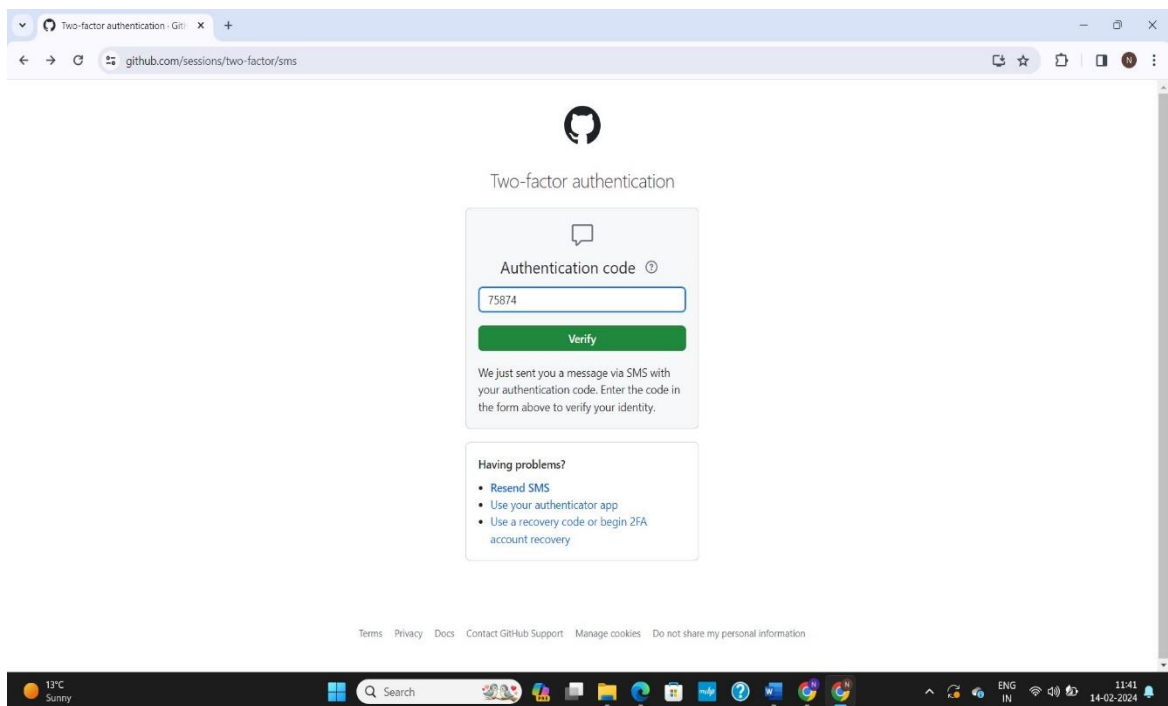 Two-factor authentication · Git
github.com/sessions/two-factor/sms
N
Two-factor authentication
Authentication code
75874
Verify
We just sent you a message via SMS with
your authentication code. Enter the code in
the form above to verify your identity.
Having problems?
• Resend SMS
• Use your authenticator app
• Use a recovery code or begin 2FA
account recovery
Terms Privacy Docs Contact GitHub Support Manage cookies Do not share my personal information
13°C
Sunny
Search
ENG
IN
11:41
14-02-2024